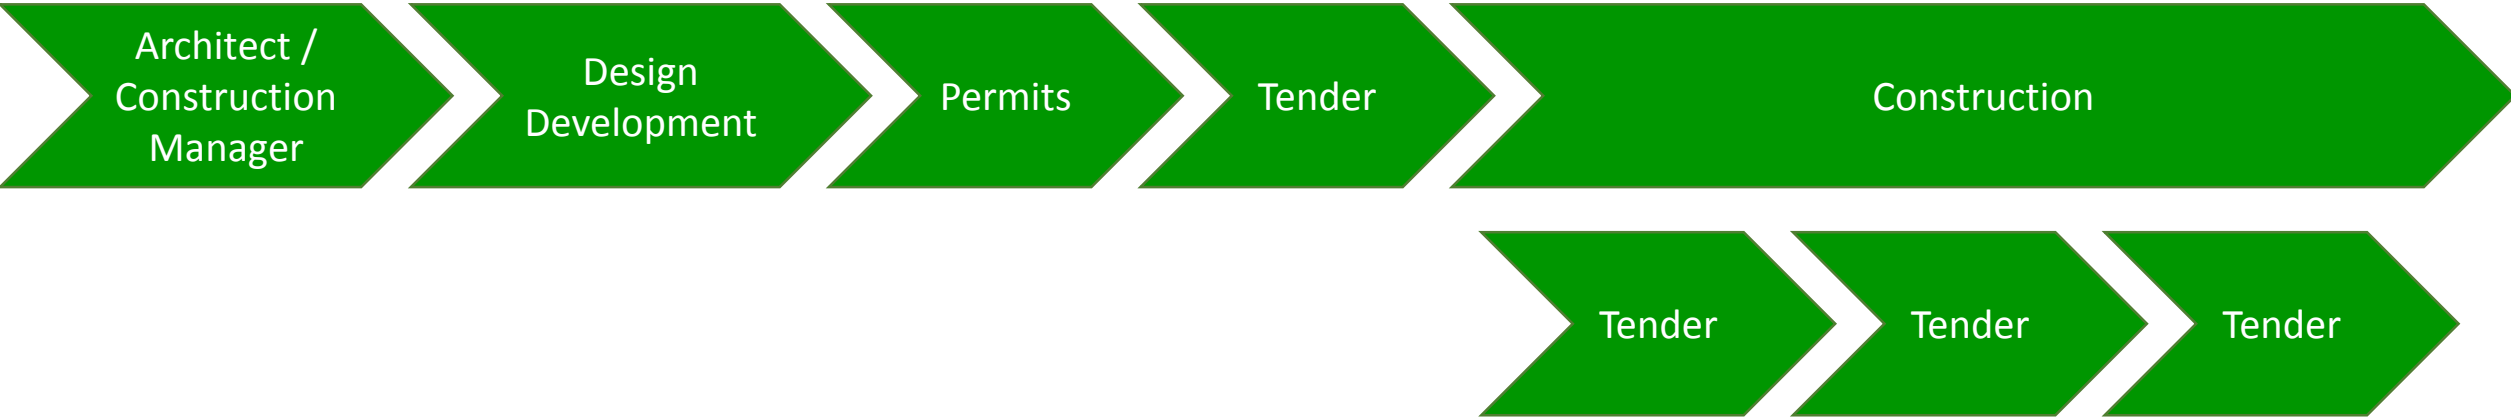 Architect /
Construction
Manager
Design
Development
Permits
Tender
Construction
Tender
Tender
Tender